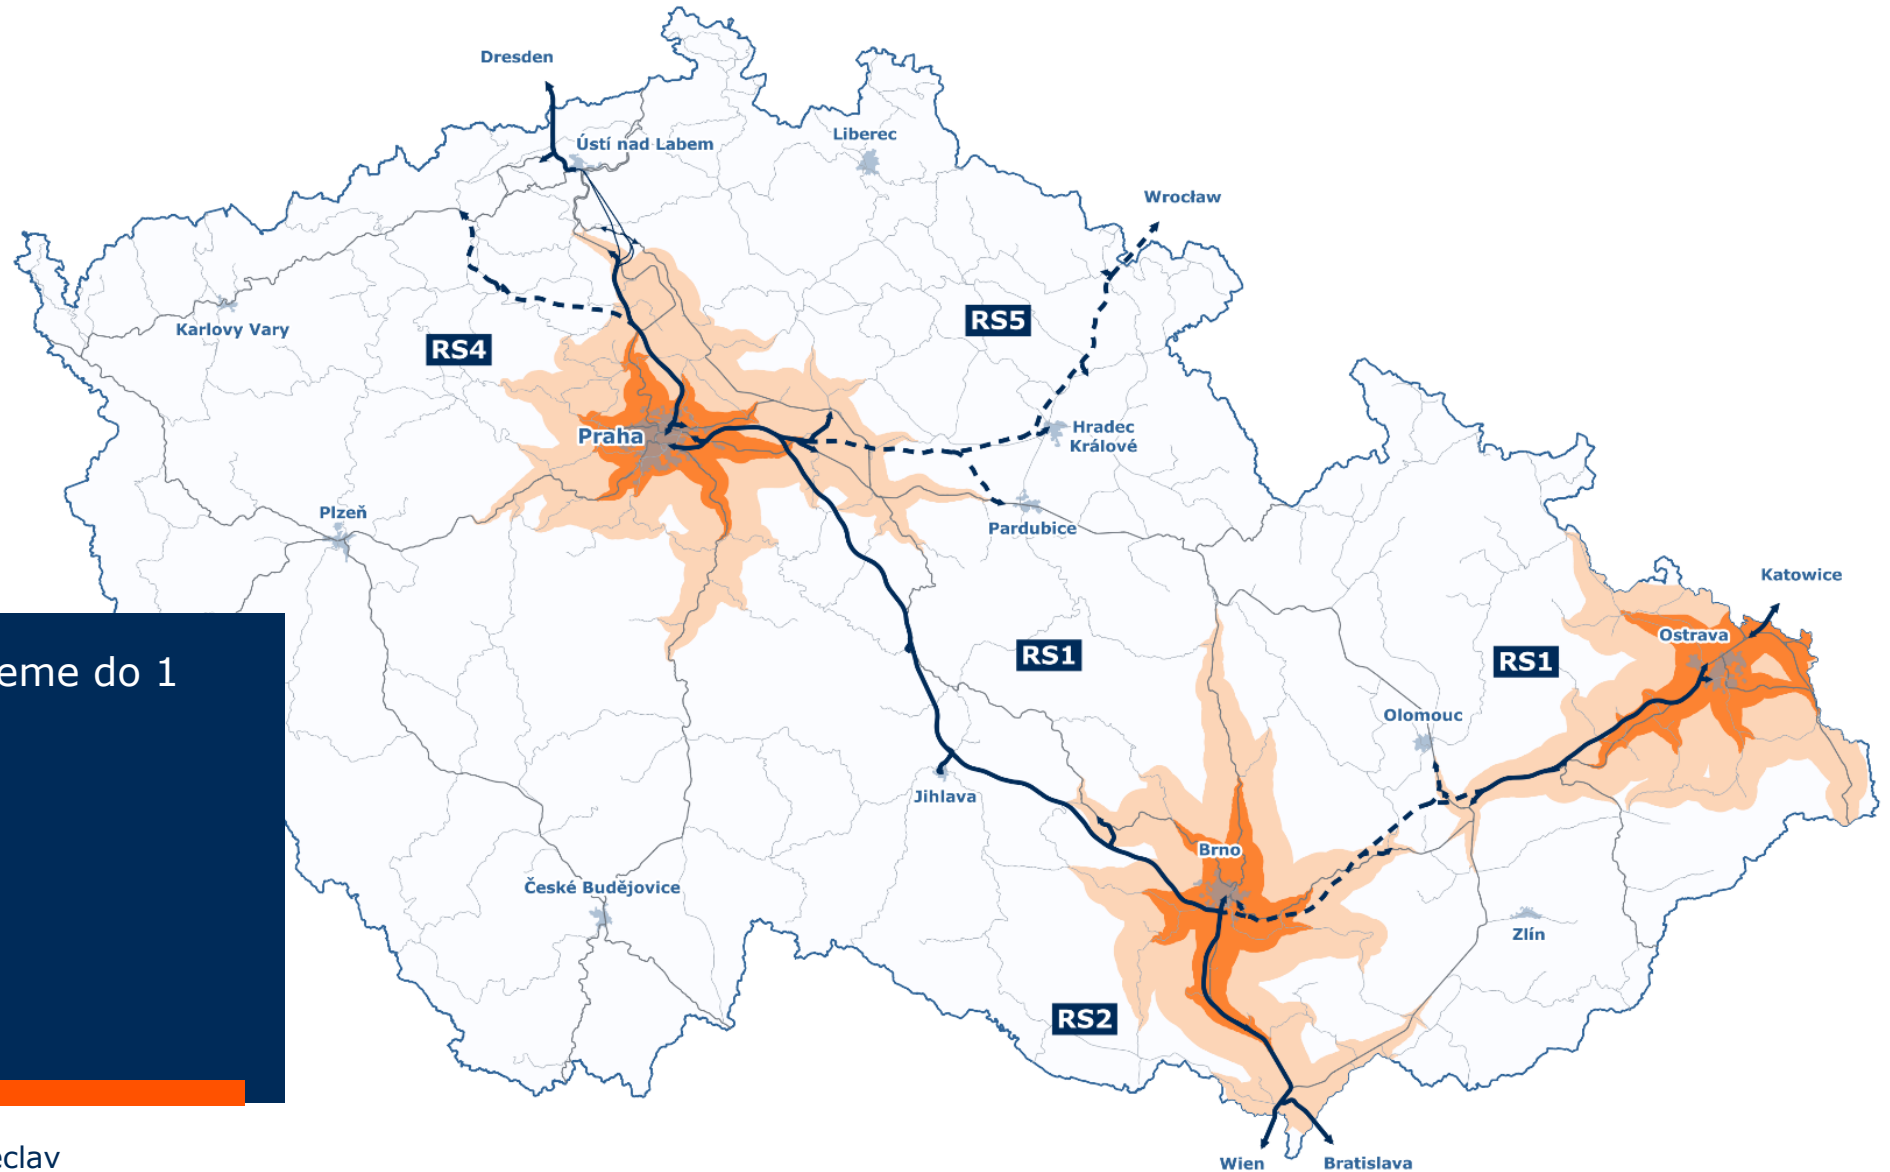 Dresden
Ústí nad Labem
Liberec
Wrocław
Karlovy Vary
RS4
RS5
Praha
Hradec
Králové
Plzeň
Pardubice
Katowice
Ostrava
RS1
RS1
eme do 1
Olomouc
Jihlava
Brno
České Budějovice
Zlín
RS2
eclav
Wien
Bratislava